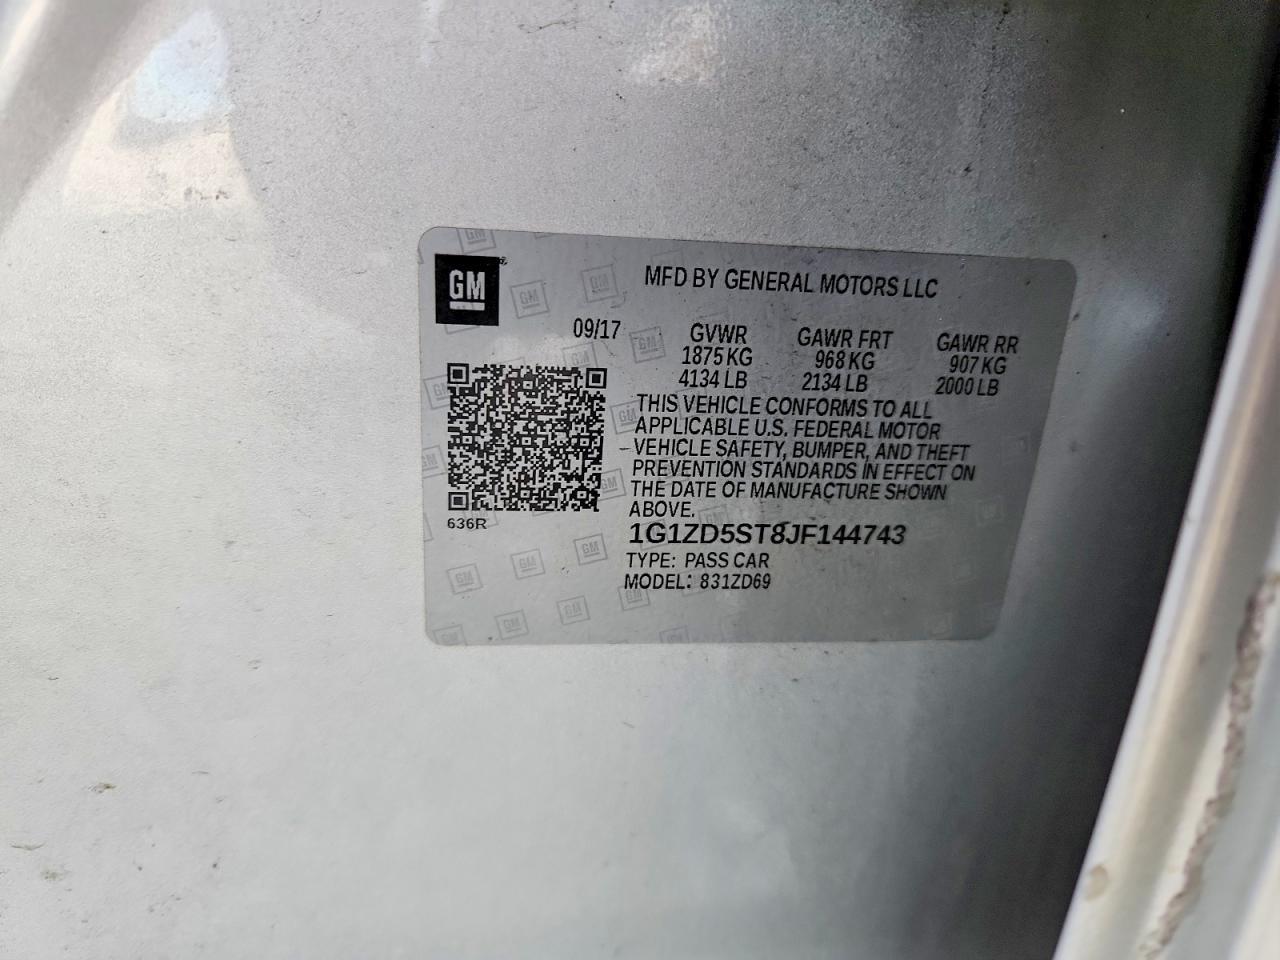 GM
MFD BY GENERAL MOTORS LLC
09/17
GVWR GAWR FRT GAWR RR
1875 KG 968 KG 907 KG
4134 LB 2134 LB 2000 LB
THIS VEHICLE CONFORMS TO ALL
APPLICABLE U.S. FEDERAL MOTOR
VEHICLE SAFETY, BUMPER, AND THEFT
PREVENTION STANDARDS IN EFFECT ON
THE DATE OF MANUFACTURE SHOWN
ABOVE.
636R
1G1ZD5ST8JF144743
TYPE: PASS CAR
MODEL: 831ZD69